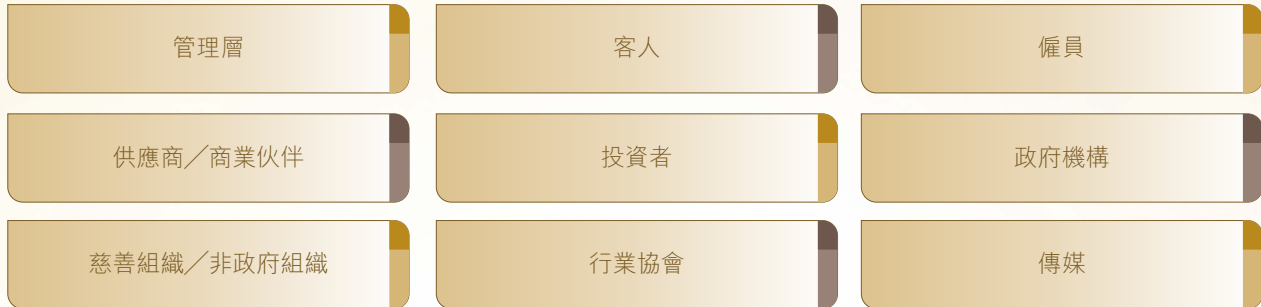 管理層
客人
僱員
供應商／商業伙伴
投資者
政府機構
慈善組織／非政府組織
行業協會
傳媒